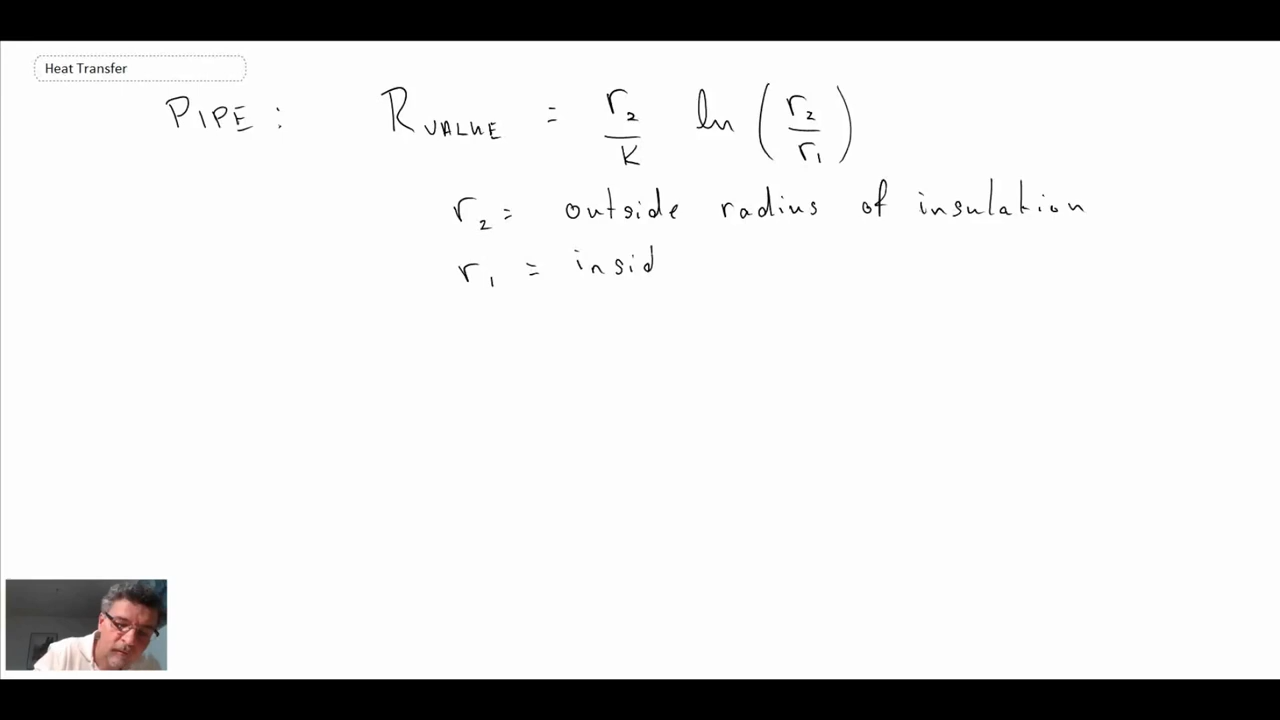 Heat Transfer
PIPE: R VALUE = r2/k ln(r2/r1)
r2 = outside radius of insulation
r1 = insid